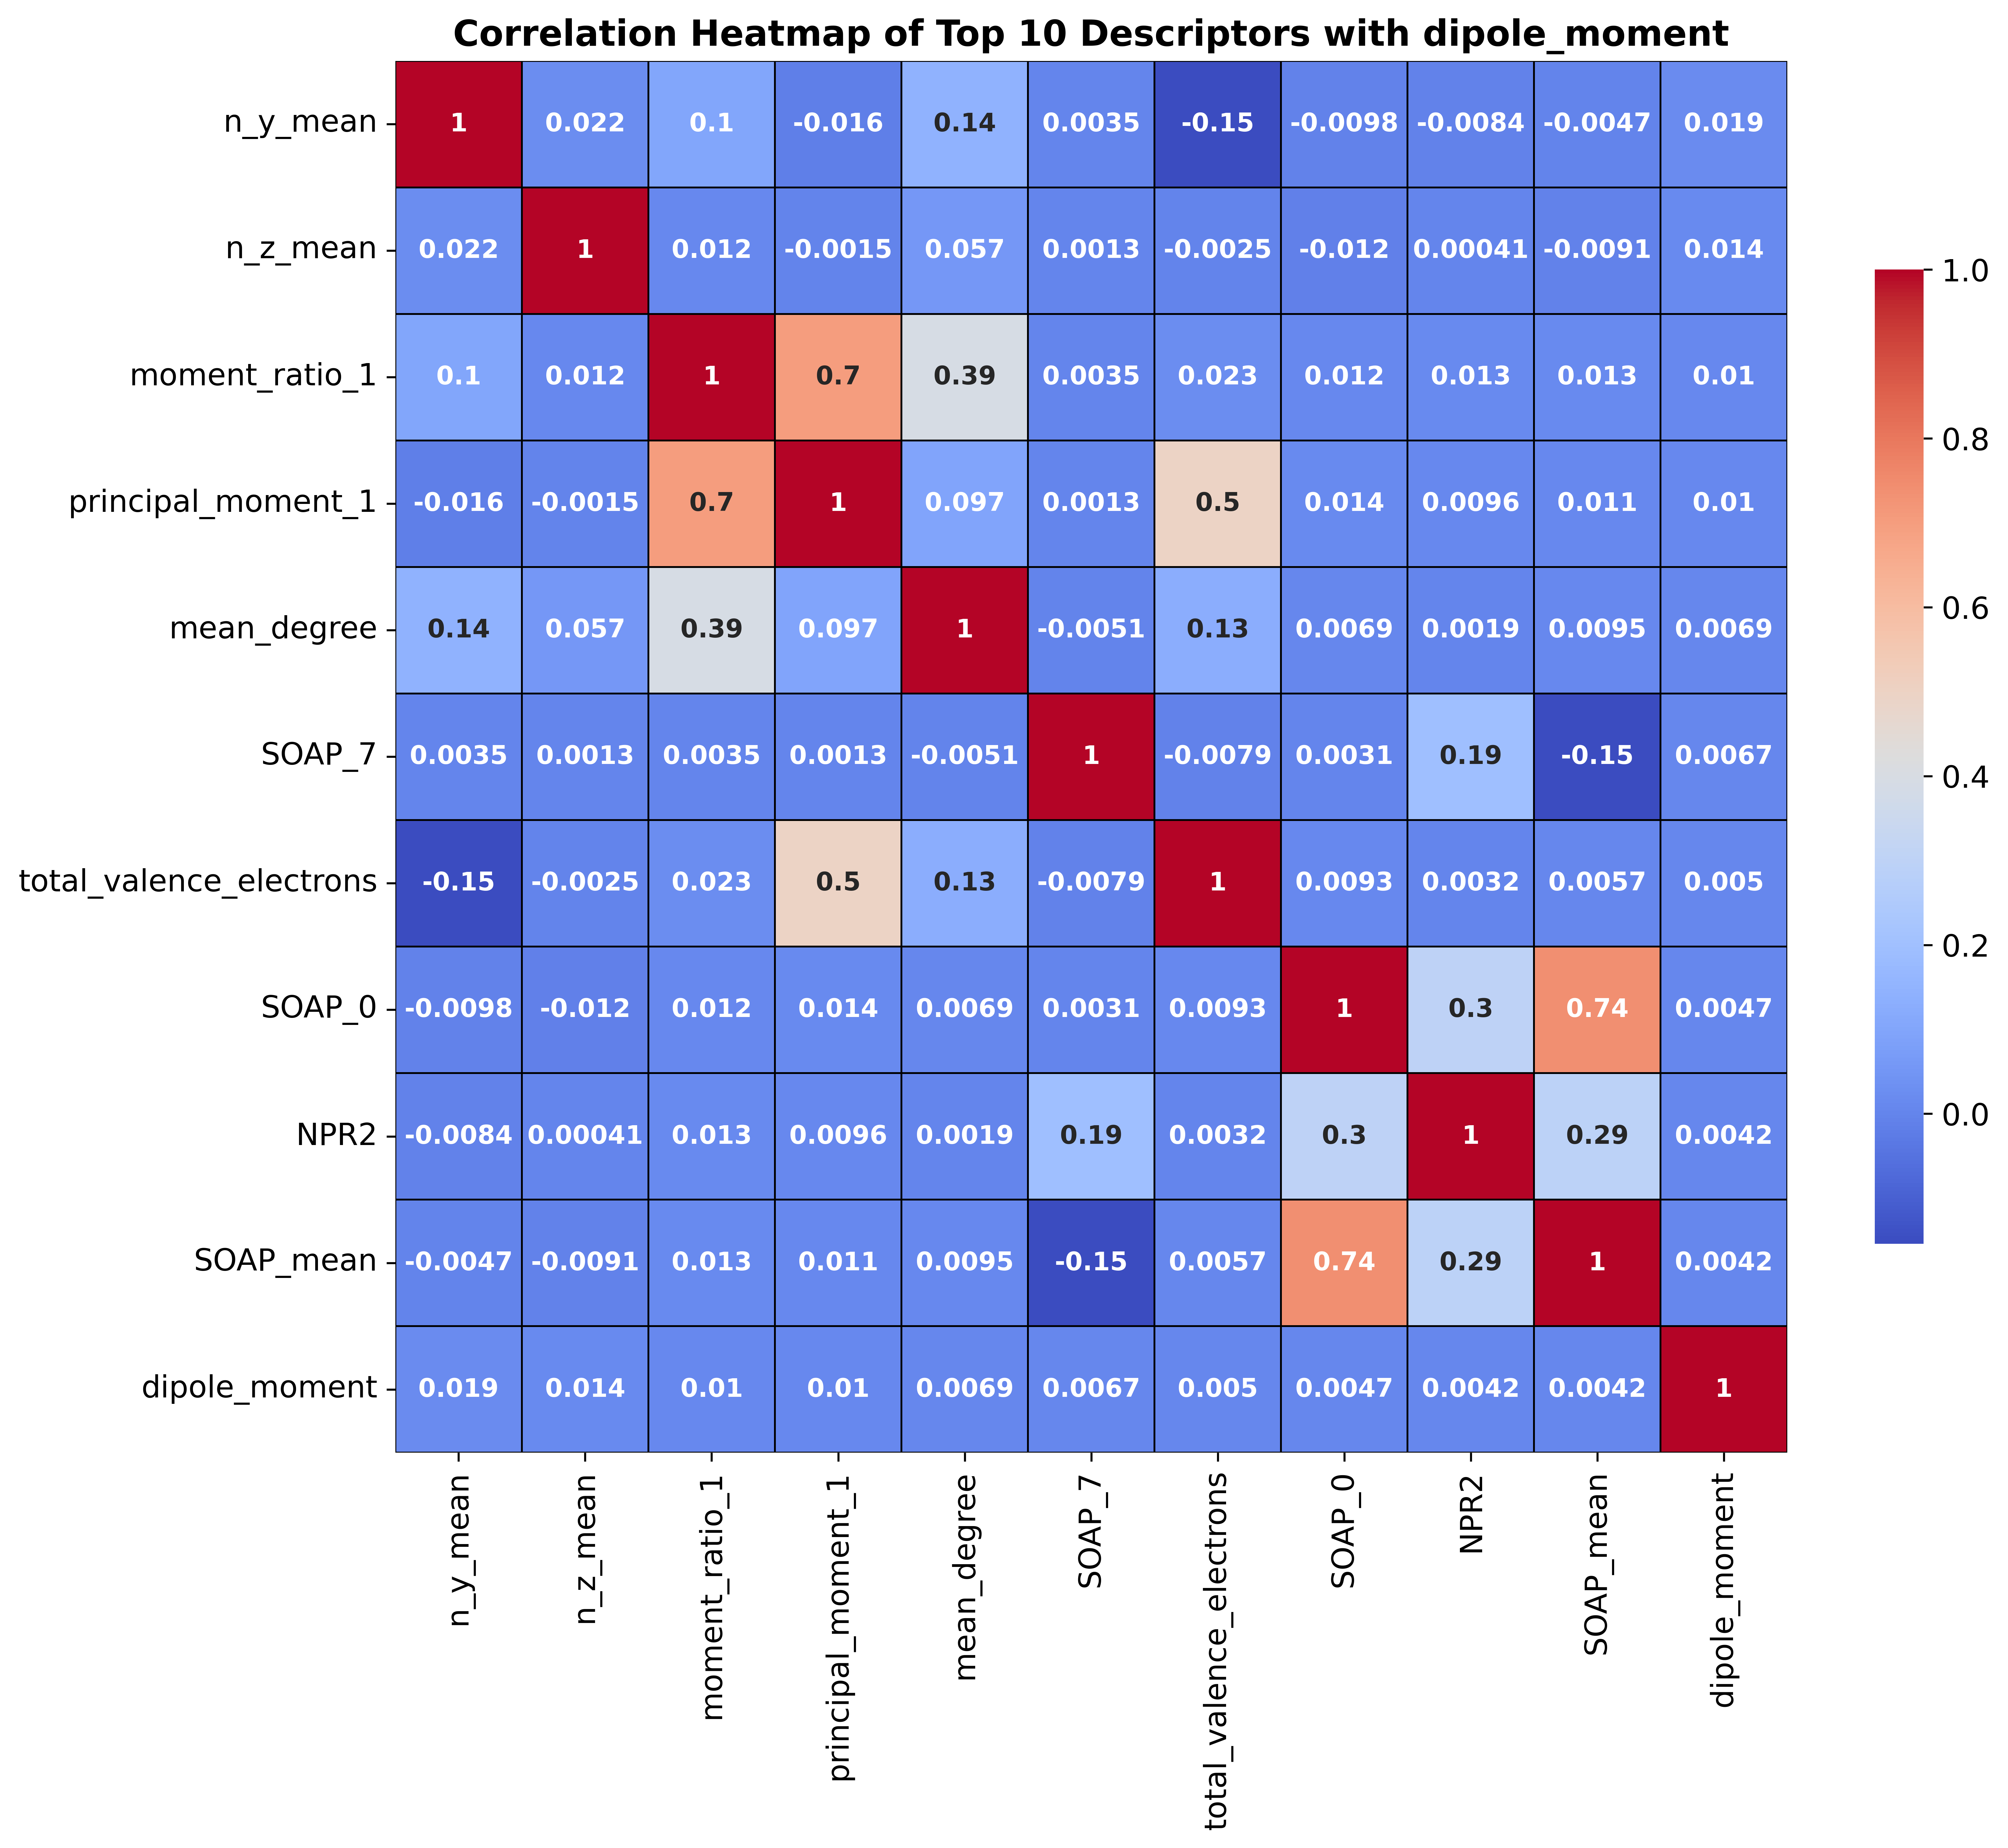 Correlation Heatmap of Top 10 Descriptors with dipole_moment
n_y_mean 1 0.022 0.1 -0.016 0.14 0.0035 -0.15 -0.0098 -0.0084 -0.0047 0.019
n_z_mean 0.022 1 0.012 -0.0015 0.057 0.0013 -0.0025 -0.012 0.00041 -0.0091 0.014
moment_ratio_1 0.1 0.012 1 0.7 0.39 0.0035 0.023 0.012 0.013 0.013 0.01
principal_moment_1 -0.016 -0.0015 0.7 1 0.097 0.0013 0.5 0.014 0.0096 0.011 0.01
mean_degree 0.14 0.057 0.39 0.097 1 -0.0051 0.13 0.0069 0.0019 0.0095 0.0069
SOAP_7 0.0035 0.0013 0.0035 0.0013 -0.0051 1 -0.0079 0.0031 0.19 -0.15 0.0067
total_valence_electrons -0.15 -0.0025 0.023 0.5 0.13 -0.0079 1 0.0093 0.0032 0.0057 0.005
SOAP_0 -0.0098 -0.012 0.012 0.014 0.0069 0.0031 0.0093 1 0.3 0.74 0.0047
NPR2 -0.0084 0.00041 0.013 0.0096 0.0019 0.19 0.0032 0.3 1 0.29 0.0042
SOAP_mean -0.0047 -0.0091 0.013 0.011 0.0095 -0.15 0.0057 0.74 0.29 1 0.0042
dipole_moment 0.019 0.014 0.01 0.01 0.0069 0.0067 0.005 0.0047 0.0042 0.0042 1
n_y_mean
n_z_mean
moment_ratio_1
principal_moment_1
mean_degree
SOAP_7
total_valence_electrons
SOAP_0
NPR2
SOAP_mean
dipole_moment
1.0
0.8
0.6
0.4
0.2
0.0